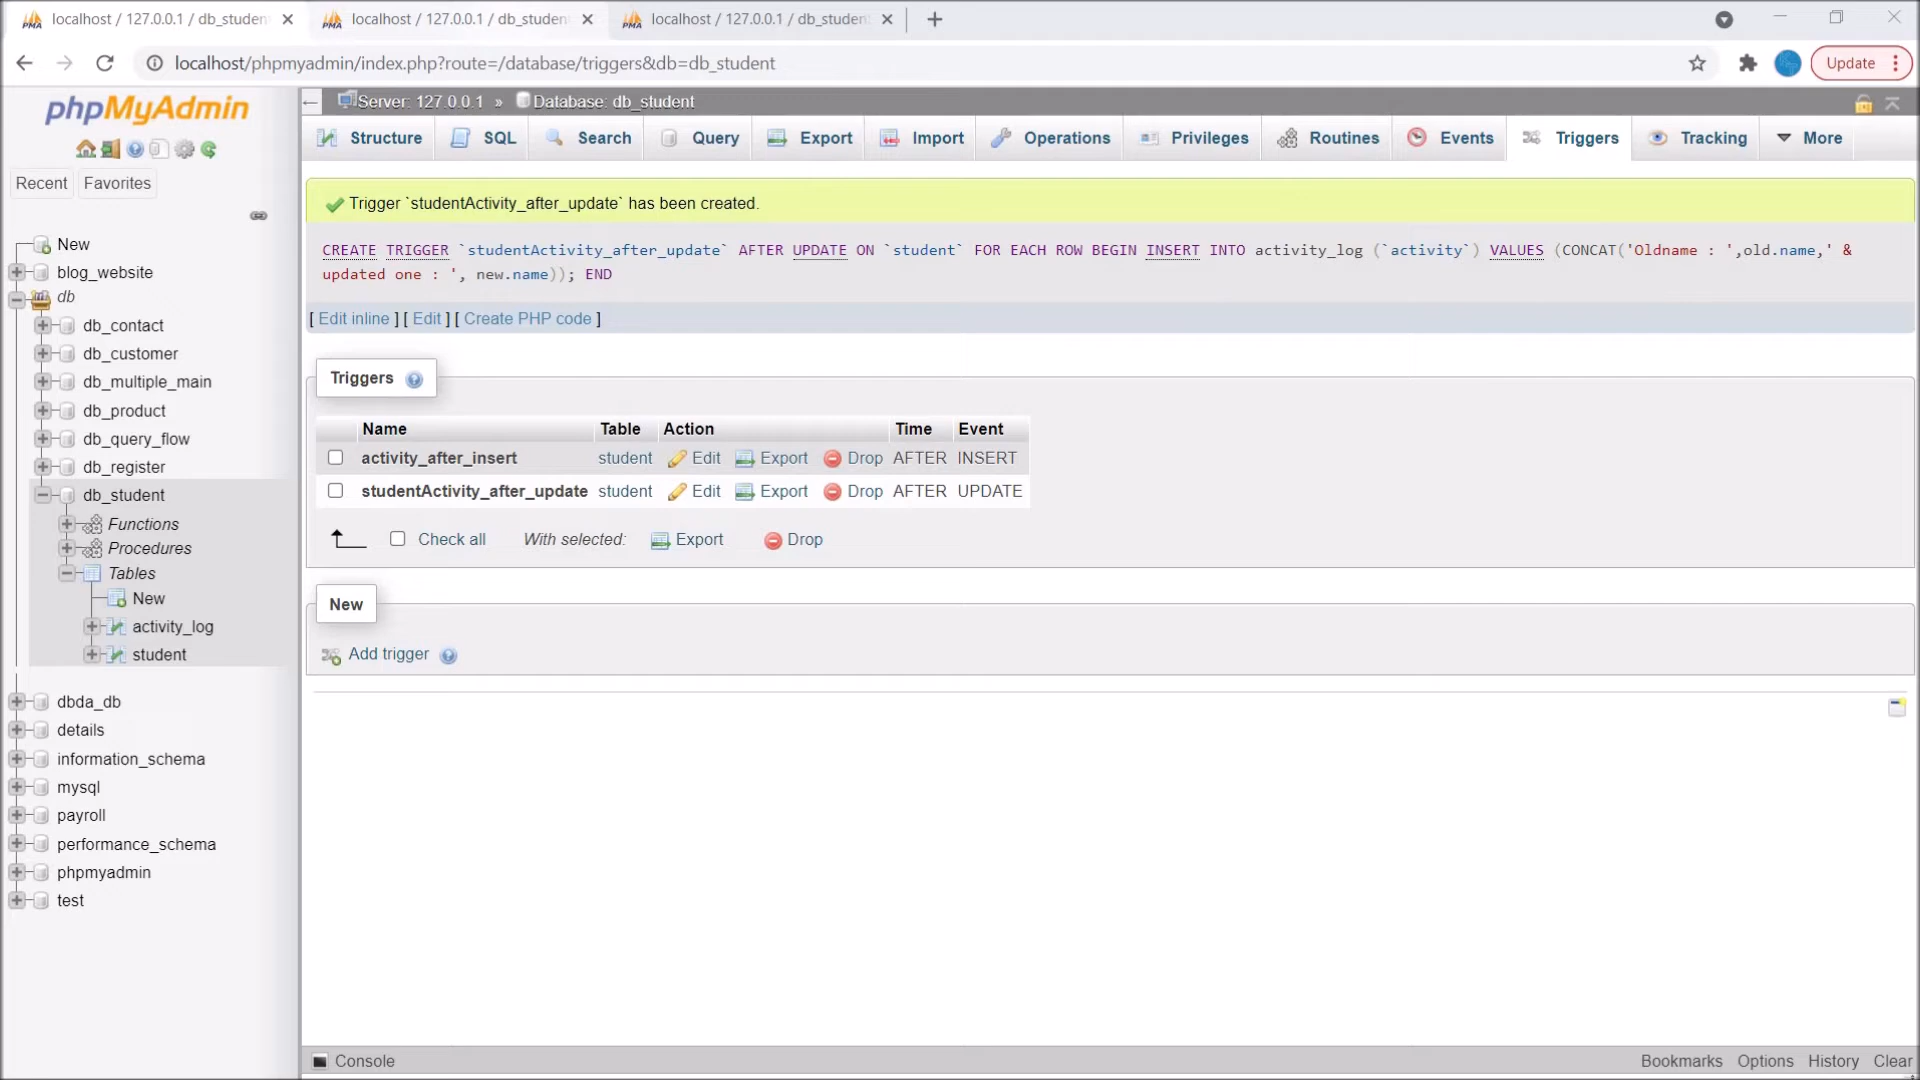 localhost / 127.0.0.1 / db_studen
localhost / 127.0.0.1 / db_studen
localhost / 127.0.0.1 / db_studen
localhost/phpmyadmin/index.php?route=/database/triggers&db=db_student
Update
phpMyAdmin
Recent Favorites
New
blog_website
db
db_contact
db_customer
db_multiple_main
db_product
db_query_flow
db_register
db_student
Functions
Procedures
Tables
New
activity_log
student
dbda_db
details
information_schema
mysql
payroll
performance_schema
phpmyadmin
test
Server: 127.0.0.1 » Database: db_student
Structure SQL Search Query Export Import Operations Privileges Routines Events Triggers Tracking More
Trigger `studentActivity_after_update` has been created.
CREATE TRIGGER `studentActivity_after_update` AFTER UPDATE ON `student` FOR EACH ROW BEGIN INSERT INTO activity_log (`activity`) VALUES (CONCAT('Oldname : ',old.name,' &
updated one : ', new.name)); END
[ Edit inline ] [ Edit ] [ Create PHP code ]
Triggers
Name Table Action Time Event
activity_after_insert student Edit Export Drop AFTER INSERT
studentActivity_after_update student Edit Export Drop AFTER UPDATE
Check all With selected: Export Drop
New
Add trigger
Console
Bookmarks Options History Clear